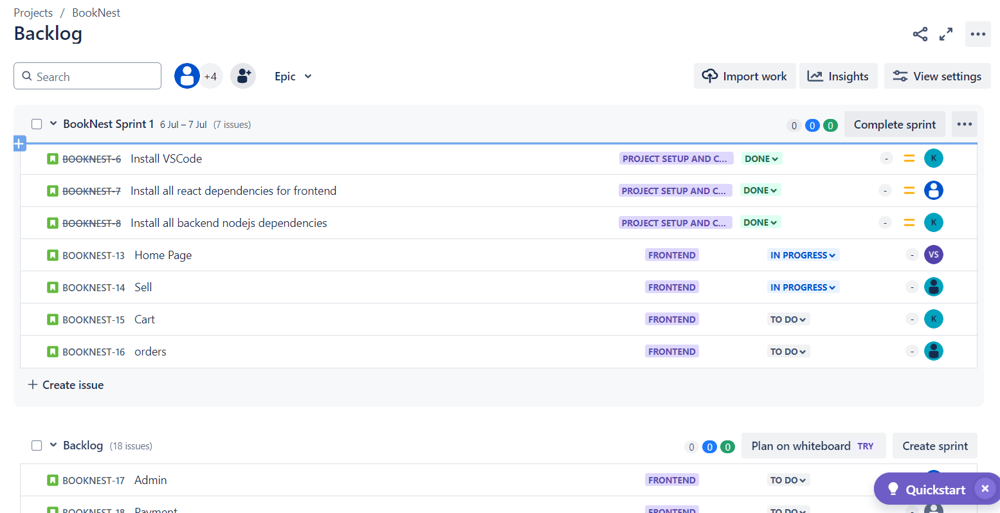 Projects / BookNest
Backlog
Search
+4
Epic
Import work
Insights
View settings
BookNest Sprint 1 6 Jul – 7 Jul (7 issues)
0 0 0
Complete sprint
BOOKNEST-6 Install VSCode PROJECT SETUP AND C... DONE - K
BOOKNEST-7 Install all react dependencies for frontend PROJECT SETUP AND C... DONE -
BOOKNEST-8 Install all backend nodejs dependencies PROJECT SETUP AND C... DONE - K
BOOKNEST-13 Home Page FRONTEND IN PROGRESS - VS
BOOKNEST-14 Sell FRONTEND IN PROGRESS -
BOOKNEST-15 Cart FRONTEND TO DO - K
BOOKNEST-16 orders FRONTEND TO DO -
+ Create issue
Backlog (18 issues)
0 0 0
Plan on whiteboard TRY
Create sprint
BOOKNEST-17 Admin FRONTEND TO DO
Quickstart
BOOKNEST-18 Payment FRONTEND TO DO -